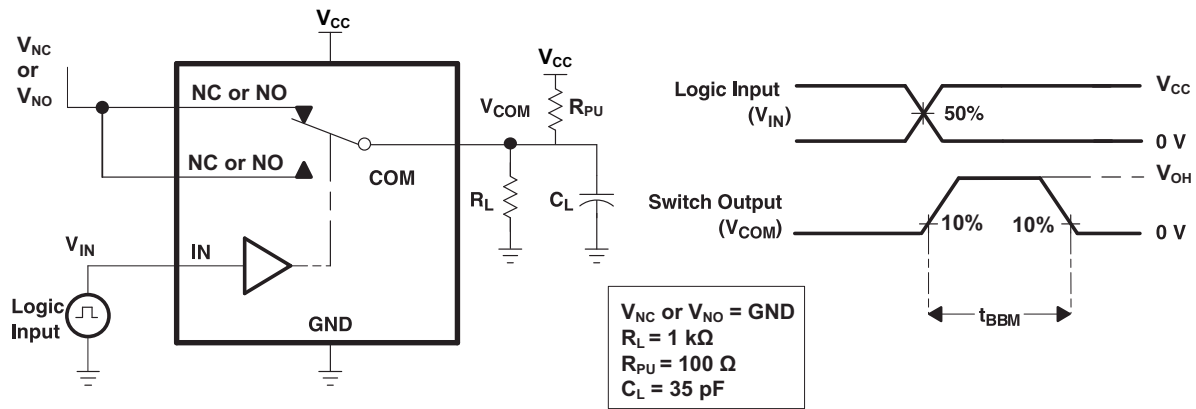 V_CC
V_NC
or
V_NO
NC or NO
NC or NO
COM
V_IN
IN
Logic
Input
GND
V_COM
V_CC
R_PU
R_L
C_L
V_NC or V_NO = GND
R_L = 1 kΩ
R_PU = 100 Ω
C_L = 35 pF
Logic Input
(V_IN)
50%
V_CC
0 V
Switch Output
(V_COM)
10%
10%
V_OH
0 V
t_BBM